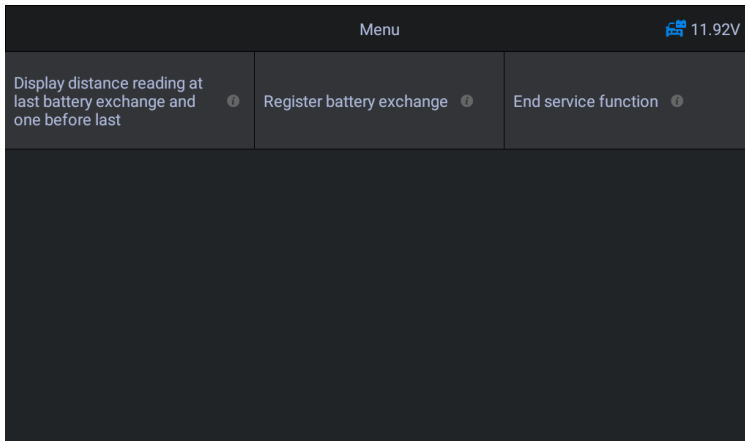 Menu
11.92V
Display distance reading at
last battery exchange and
one before last
Register battery exchange
End service function